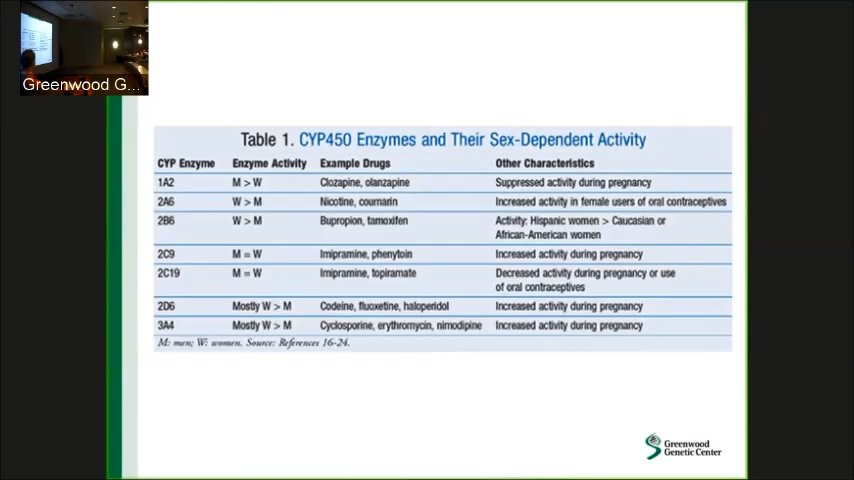 Greenwood G...
Table 1. CYP450 Enzymes and Their Sex-Dependent Activity
CYP Enzyme Enzyme Activity Example Drugs Other Characteristics
1A2 M > W Clozapine, olanzapine Suppressed activity during pregnancy
2A6 W > M Nicotine, coumarin Increased activity in female users of oral contraceptives
2B6 W > M Bupropion, tamoxifen Activity: Hispanic women > Caucasian or
African-American women
2C9 M = W Imipramine, phenytoin Increased activity during pregnancy
2C19 M = W Imipramine, topiramate Decreased activity during pregnancy or use
of oral contraceptives
2D6 Mostly W > M Codeine, fluoxetine, haloperidol Increased activity during pregnancy
3A4 Mostly W > M Cyclosporine, erythromycin, nimodipine Increased activity during pregnancy
M: men; W: women. Source: References 16-24.
Greenwood
Genetic Center